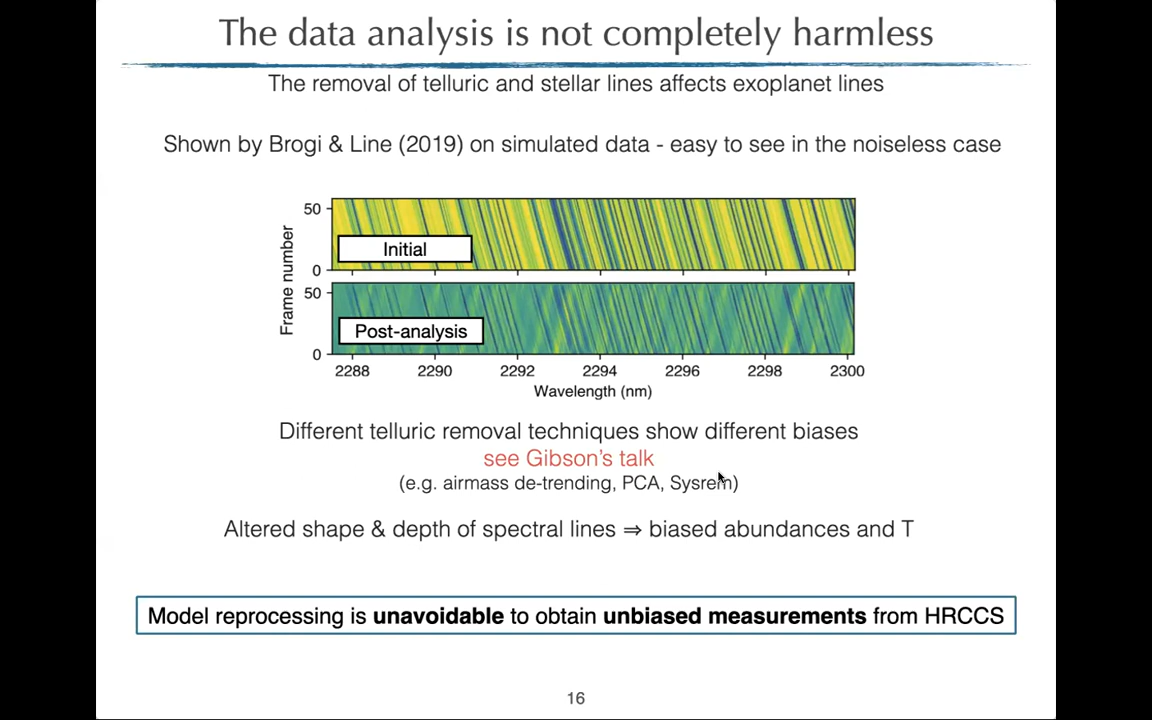 The data analysis is not completely harmless
The removal of telluric and stellar lines affects exoplanet lines
Shown by Brogi & Line (2019) on simulated data - easy to see in the noiseless case
50
Initial
0
Frame number
50
Post-analysis
0
2288 2290 2292 2294 2296 2298 2300
Wavelength (nm)
Different telluric removal techniques show different biases
see Gibson’s talk
(e.g. airmass de-trending, PCA, Sysrem)
Altered shape & depth of spectral lines ⇒ biased abundances and T
Model reprocessing is unavoidable to obtain unbiased measurements from HRCCS
16